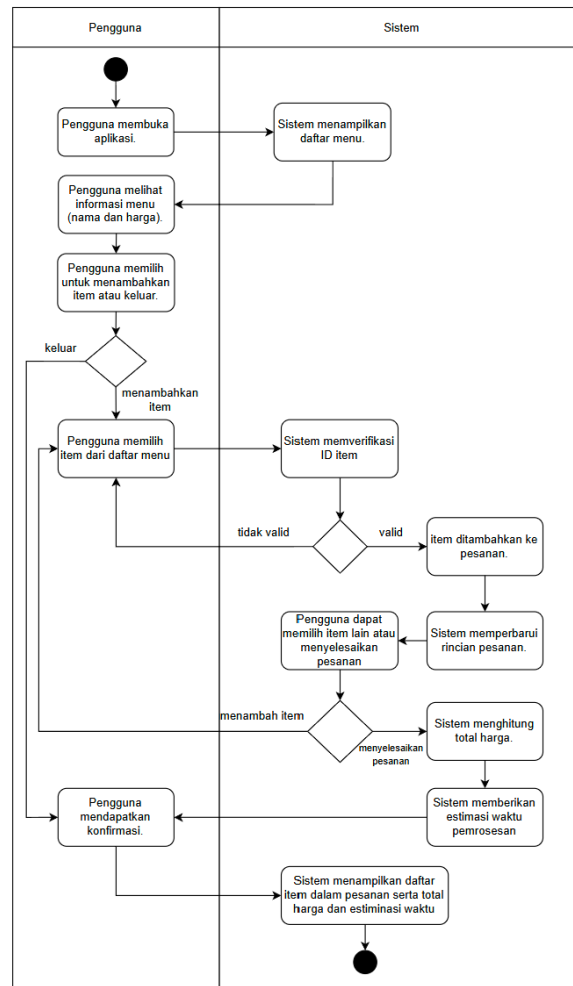 Pengguna
Sistem
Pengguna membuka
aplikasi.
Sistem menampilkan
daftar menu.
Pengguna melihat
informasi menu
(nama dan harga).
Pengguna memilih
untuk menambahkan
item atau keluar.
keluar
menambahkan
item
Pengguna memilih
item dari daftar menu
Sistem memverifikasi
ID item
tidak valid
valid
item ditambahkan ke
pesanan.
Pengguna dapat
memilih item lain atau
menyelesaikan
pesanan
Sistem memperbarui
rincian pesanan.
menambah item
menyelesaikan
pesanan
Sistem menghitung
total harga.
Pengguna
mendapatkan
konfirmasi.
Sistem memberikan
estimasi waktu
pemrosesan
Sistem menampilkan daftar
item dalam pesanan serta total
harga dan estiminasi waktu